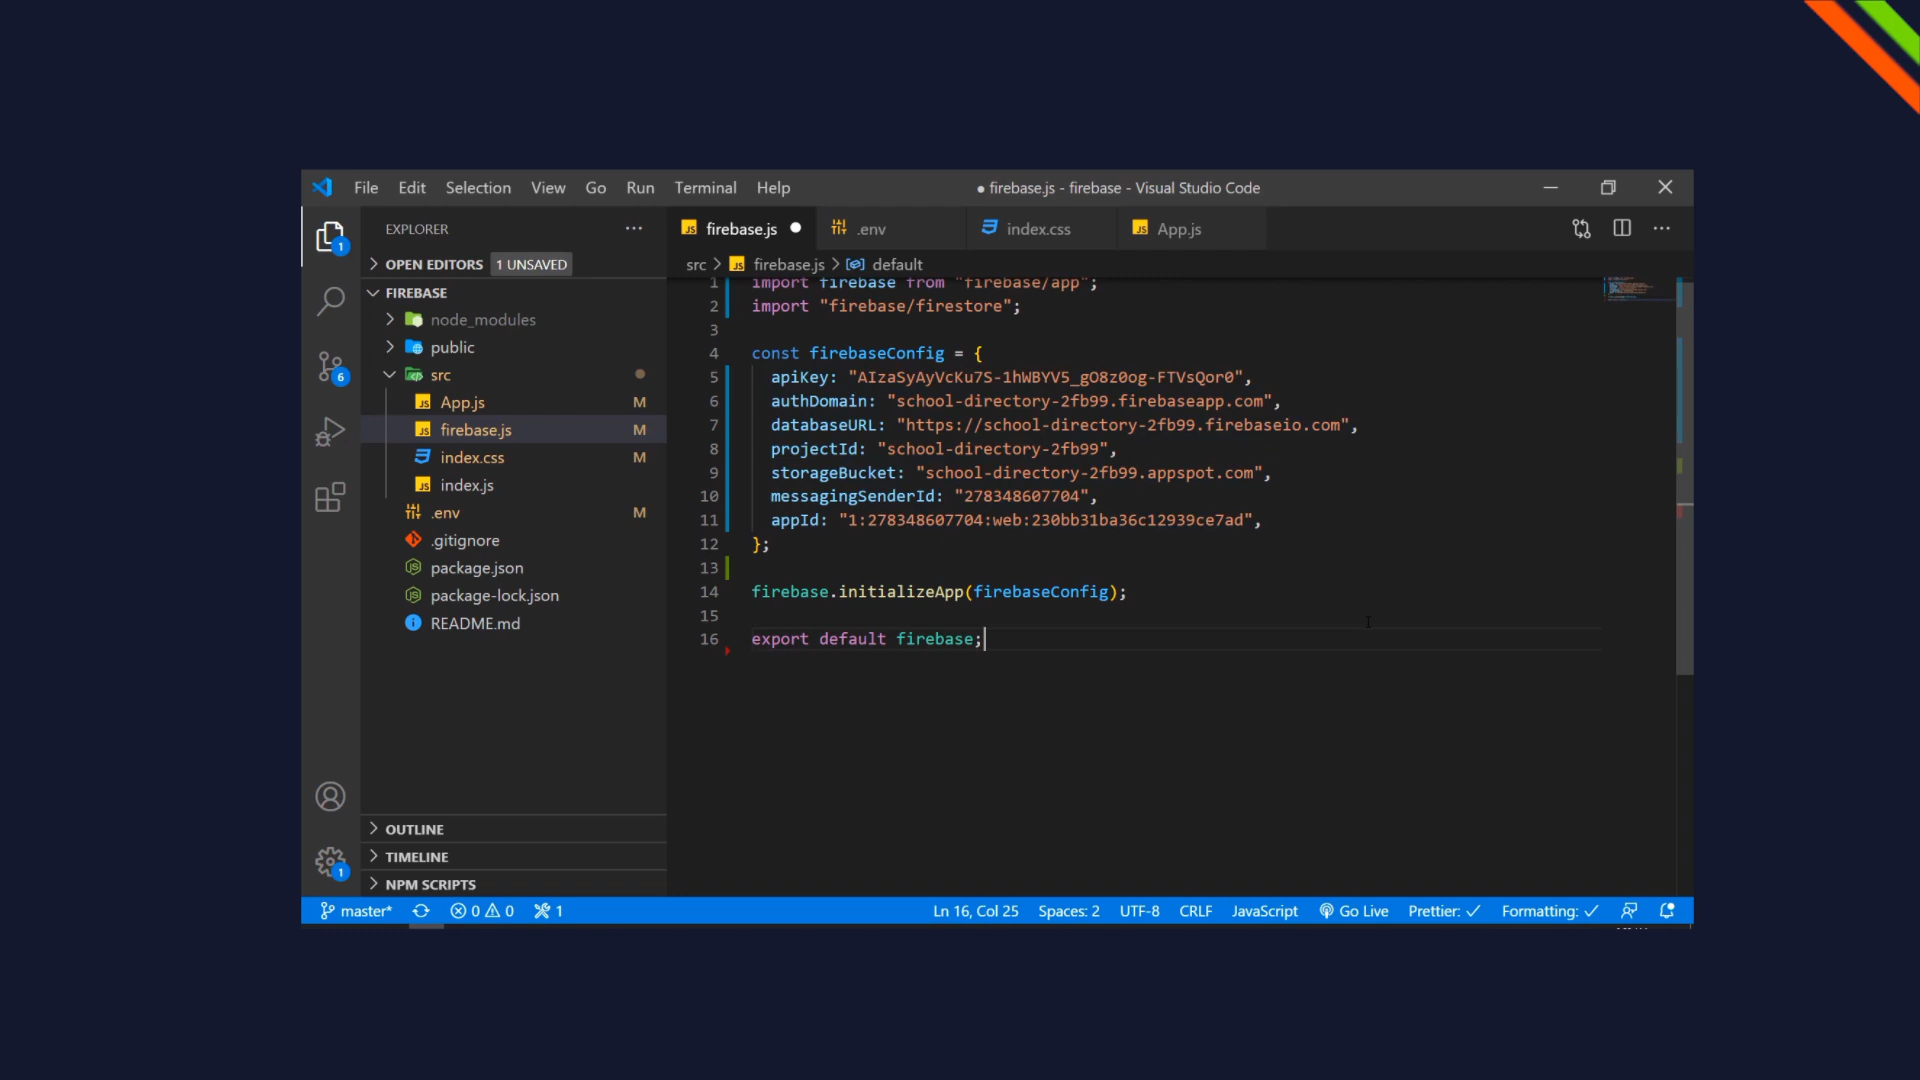 File Edit Selection View Go Run Terminal Help ● firebase.js - firebase - Visual Studio Code
EXPLORER
firebase.js .env index.css App.js
OPEN EDITORS 1 UNSAVED
src > firebase.js > default
FIREBASE
node_modules
public
src
App.js M
firebase.js M
index.css M
index.js
.env M
.gitignore
package.json
package-lock.json
README.md
1 import firebase from "firebase/app";
2 import "firebase/firestore";
3
4 const firebaseConfig = {
5 apiKey: "AIzaSyAyVcKu7S-1hWBYV5_gO8z0og-FTVsQor0",
6 authDomain: "school-directory-2fb99.firebaseapp.com",
7 databaseURL: "https://school-directory-2fb99.firebaseio.com",
8 projectId: "school-directory-2fb99",
9 storageBucket: "school-directory-2fb99.appspot.com",
10 messagingSenderId: "278348607704",
11 appId: "1:278348607704:web:230bb31ba36c12939ce7ad",
12 };
13
14 firebase.initializeApp(firebaseConfig);
15
16 export default firebase;
1
6
1
OUTLINE
TIMELINE
NPM SCRIPTS
master* 0 0 1 Ln 16, Col 25 Spaces: 2 UTF-8 CRLF JavaScript Go Live Prettier: ✓ Formatting: ✓